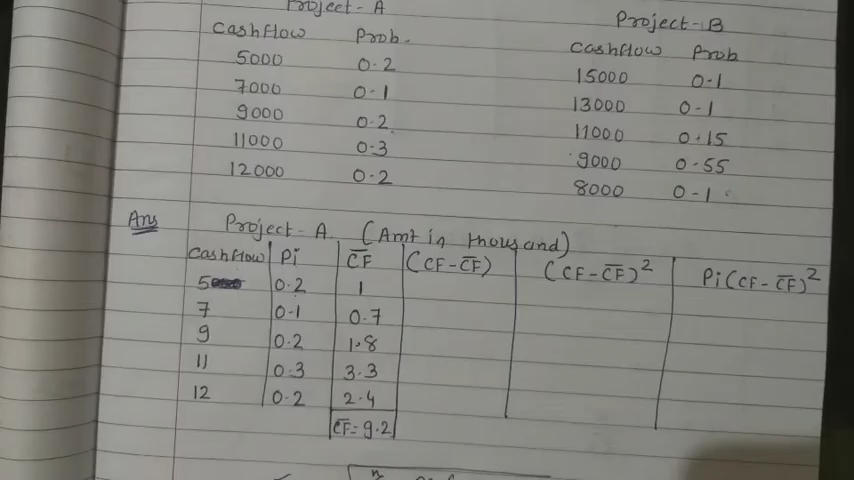 Project - A
Cashflow Prob.
5000 0.2
7000 0.1
9000 0.2
11000 0.3
12000 0.2
Project - B
Cashflow Prob
15000 0.1
13000 0.1
11000 0.15
9000 0.55
8000 0.1
Ans Project - A (Amt in thousand)
Cashflow Pi C̅F̅ (CF-C̅F̅) (CF-C̅F̅)² Pi(CF-C̅F̅)²
5 0.2 1
7 0.1 0.7
9 0.2 1.8
11 0.3 3.3
12 0.2 2.4
C̅F̅=9.2